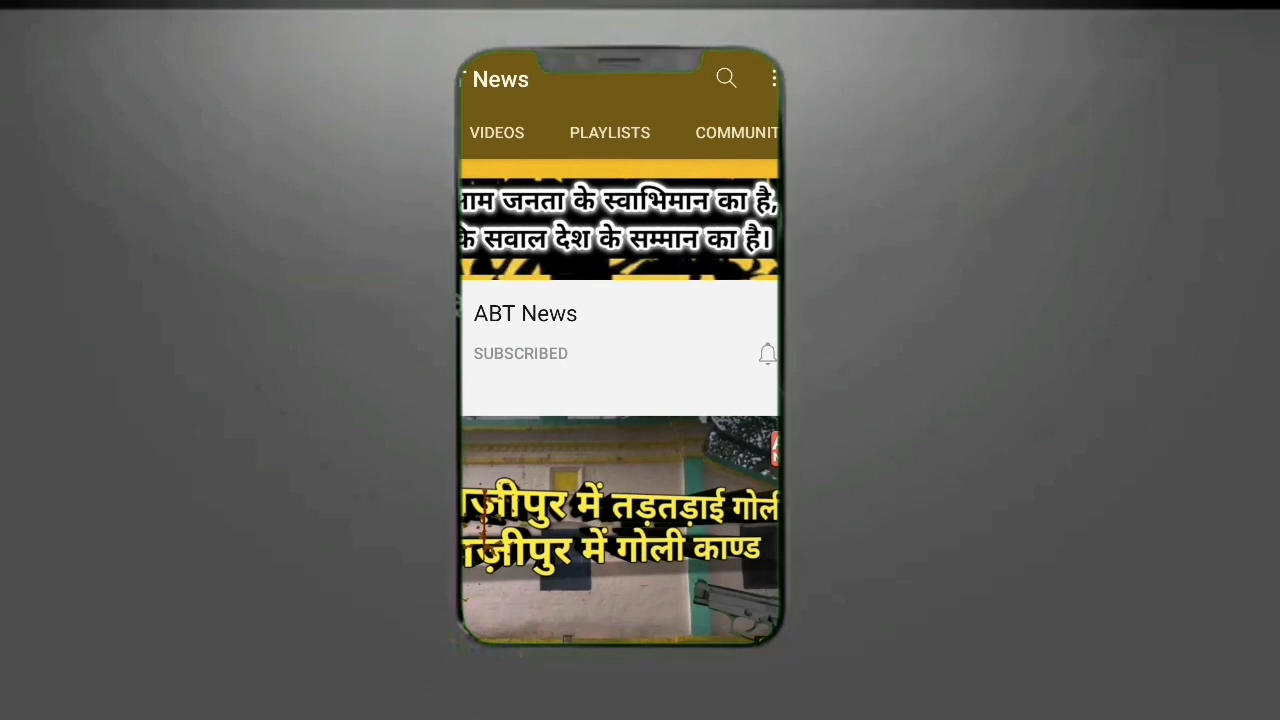 News
VIDEOS PLAYLISTS COMMUNIT
जनता के स्वाभिमान का है,
सवाल देश के सम्मान का है।
ABT News
SUBSCRIBED
में तड़तड़ाई
में गोली काण्ड